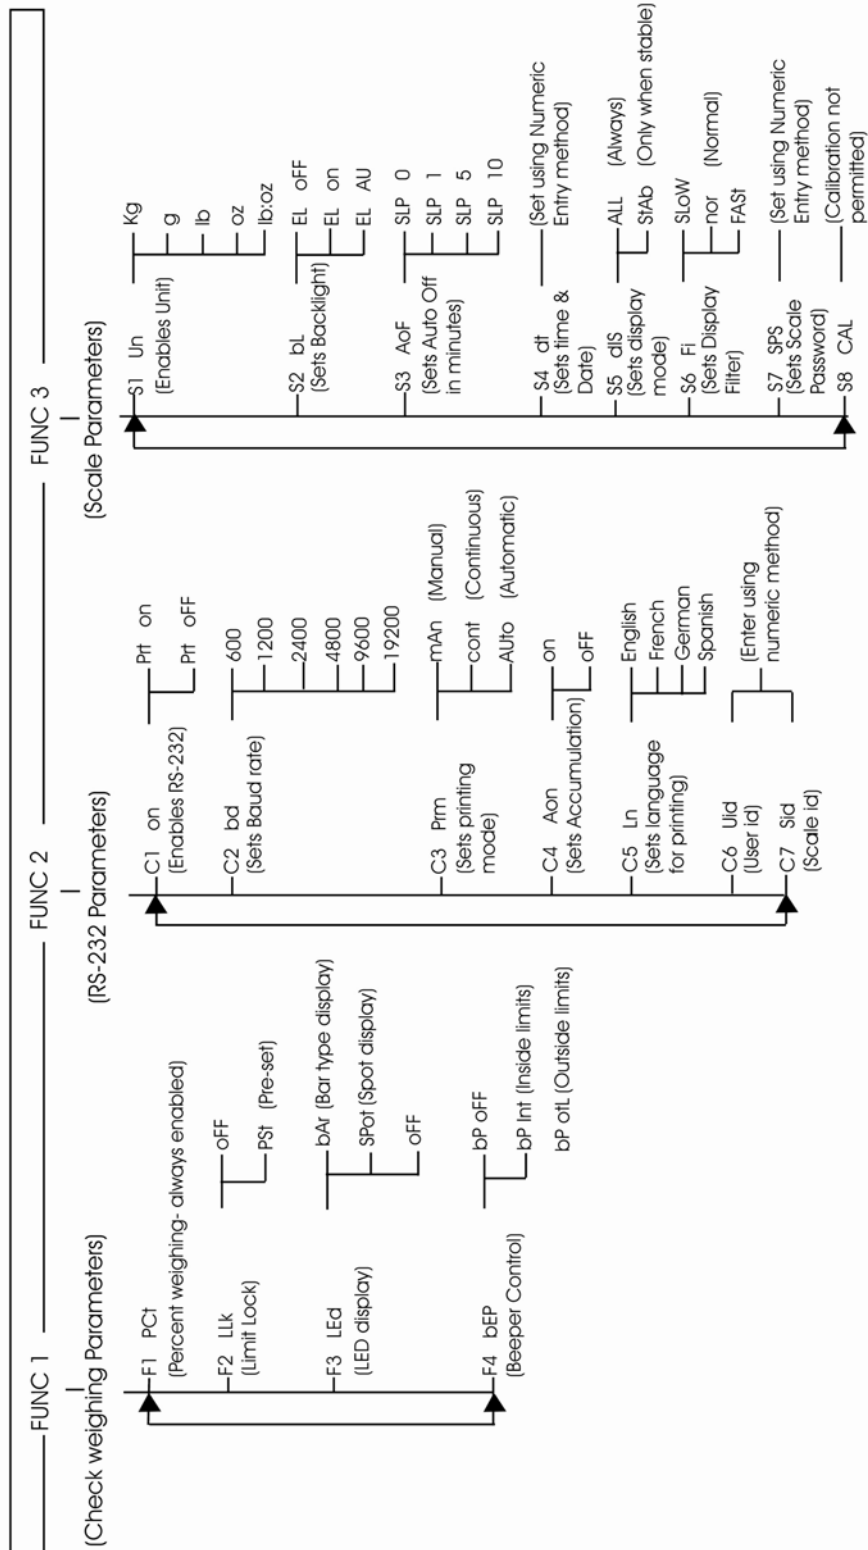 FUNC 1
(Check weighing Parameters)
F1 PCt
(Percent weighing- always enabled)
F2 LLk
(Limit Lock)
oFF
PSt (Pre-set)
F3 LEd
(LED display)
bAr (Bar type display)
SPot (Spot display)
oFF
F4 bEP
(Beeper Control)
bP oFF
bP Int (Inside limits)
bP otL (Outside limits)
FUNC 2
(RS-232 Parameters)
C1 on
(Enables RS-232)
Prt on
Prt oFF
C2 bd
(Sets Baud rate)
600
1200
2400
4800
9600
19200
C3 Prm
(Sets printing
mode)
mAn (Manual)
cont (Continuous)
AUto (Automatic)
C4 Aon
(Sets Accumulation)
on
oFF
C5 Ln
(Sets language
for printing)
English
French
German
Spanish
C6 Uid
(User id)
C7 Sid
(Scale id)
(Enter using
numeric method)
FUNC 3
(Scale Parameters)
S1 Un
(Enables Unit)
Kg
g
lb
oz
lb:oz
S2 bL
(Sets Backlight)
EL oFF
EL on
EL AU
S3 AoF
(Sets Auto Off
in minutes)
SLP 0
SLP 1
SLP 5
SLP 10
S4 dt
(Sets time &
Date)
(Set using Numeric
Entry method)
S5 dIS
(Sets display
mode)
ALL (Always)
StAb (Only when stable)
S6 Fi
(Sets Display
Filter)
SLoW
nor (Normal)
FASt
S7 SPS
(Sets Scale
Password)
(Set using Numeric
Entry method)
S8 CAL
(Calibration not
permitted)